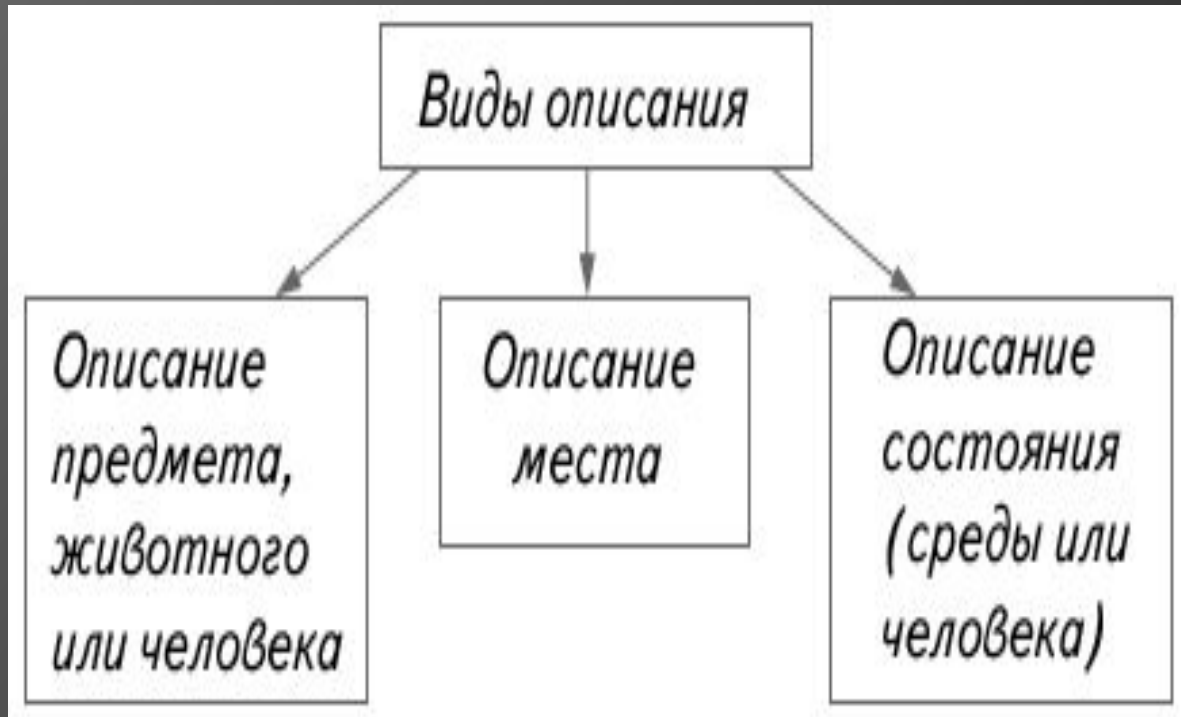 Виды описания
Описание
предмета,
животного
или человека
Описание
места
Описание
состояния
(среды или
человека)